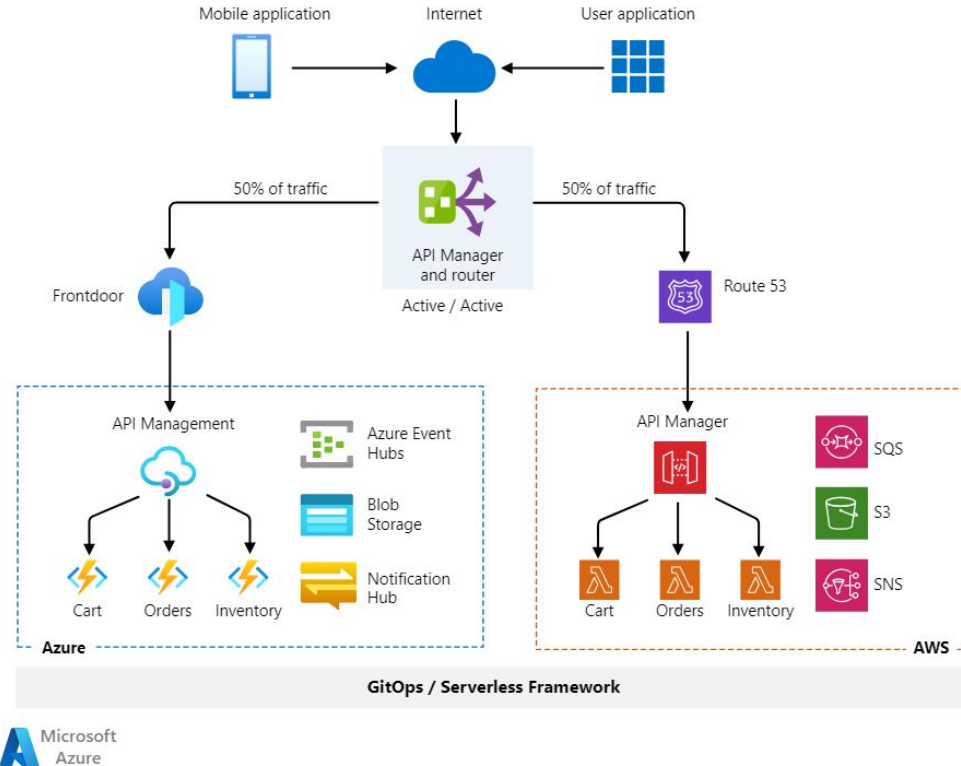 Mobile application
Internet
User application
50% of traffic
50% of traffic
API Manager
and router
Active / Active
Frontdoor
53
Route 53
API Management
Azure Event
Hubs
Blob
Storage
Notification
Hub
Cart
Orders
Inventory
Azure
API Manager
</>
SQS
S3
SNS
λ
λ
λ
Cart
Orders
Inventory
AWS
GitOps / Serverless Framework
Microsoft
Azure